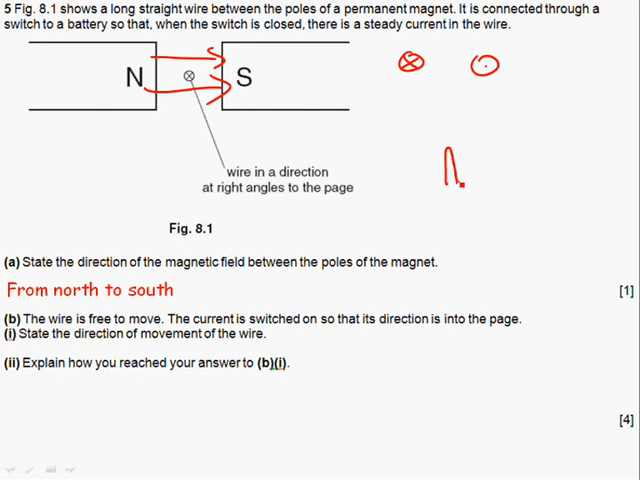 5 Fig. 8.1 shows a long straight wire between the poles of a permanent magnet. It is connected through a
switch to a battery so that, when the switch is closed, there is a steady current in the wire.
N S
wire in a direction
at right angles to the page
Fig. 8.1
(a) State the direction of the magnetic field between the poles of the magnet.
From north to south [1]
(b) The wire is free to move. The current is switched on so that its direction is into the page.
(i) State the direction of movement of the wire.
(ii) Explain how you reached your answer to (b)(i).
[4]